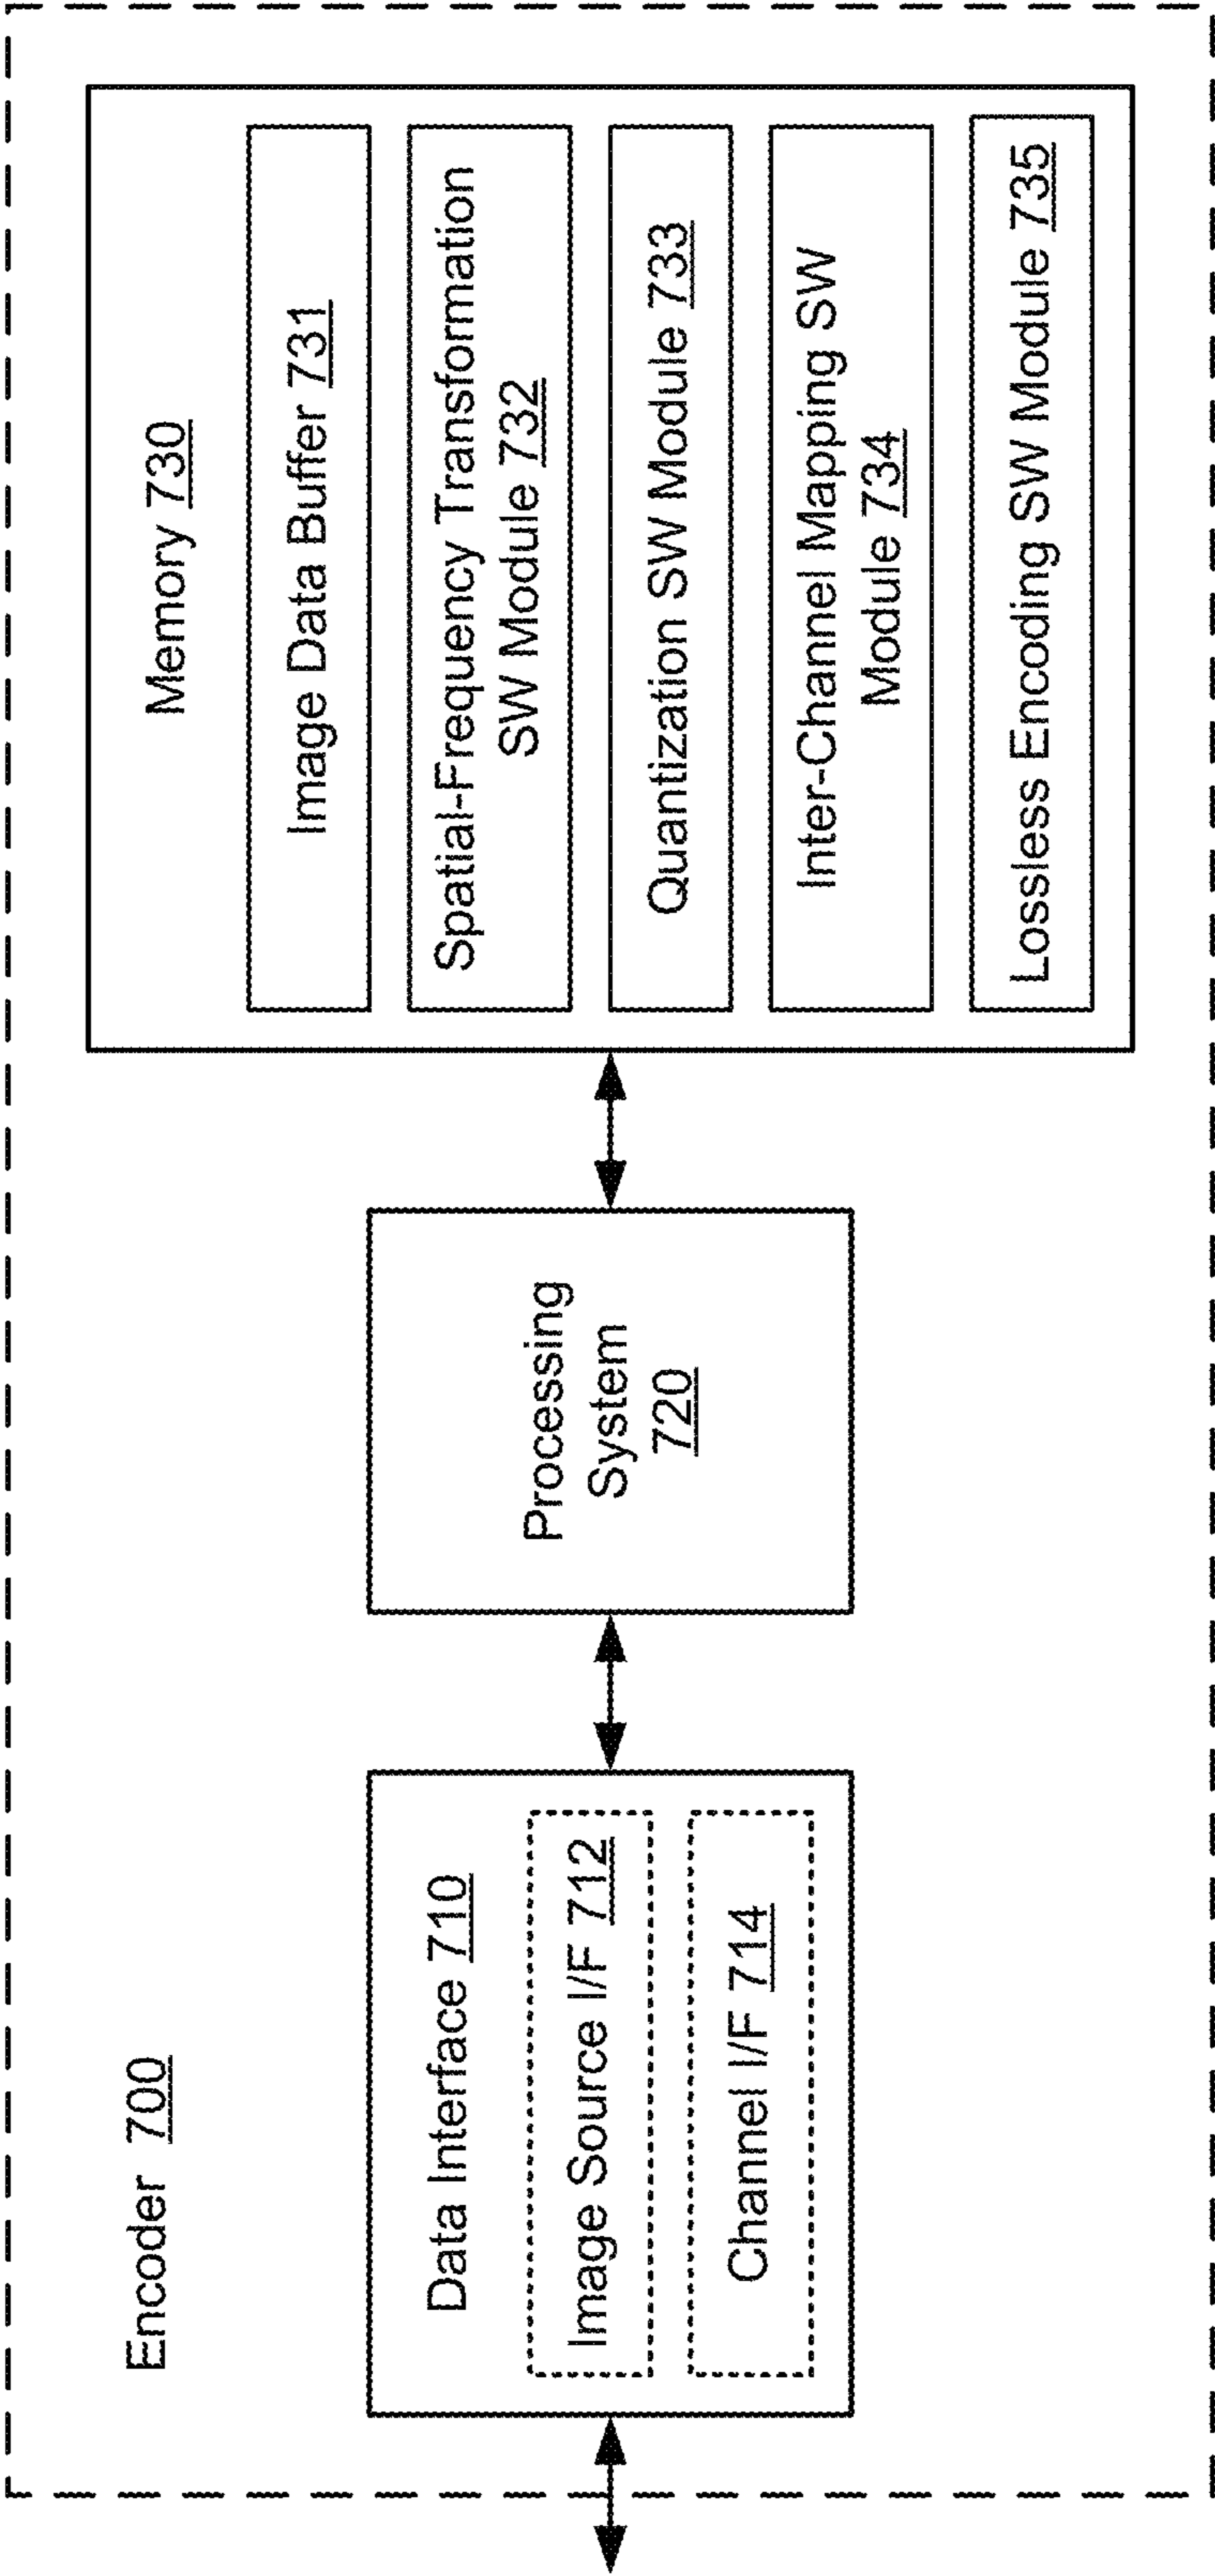 Encoder 700
Data Interface 710
Image Source I/F 712
Channel I/F 714
Processing
System
720
Memory 730
Image Data Buffer 731
Spatial-Frequency Transformation
SW Module 732
Quantization SW Module 733
Inter-Channel Mapping SW
Module 734
Lossless Encoding SW Module 735